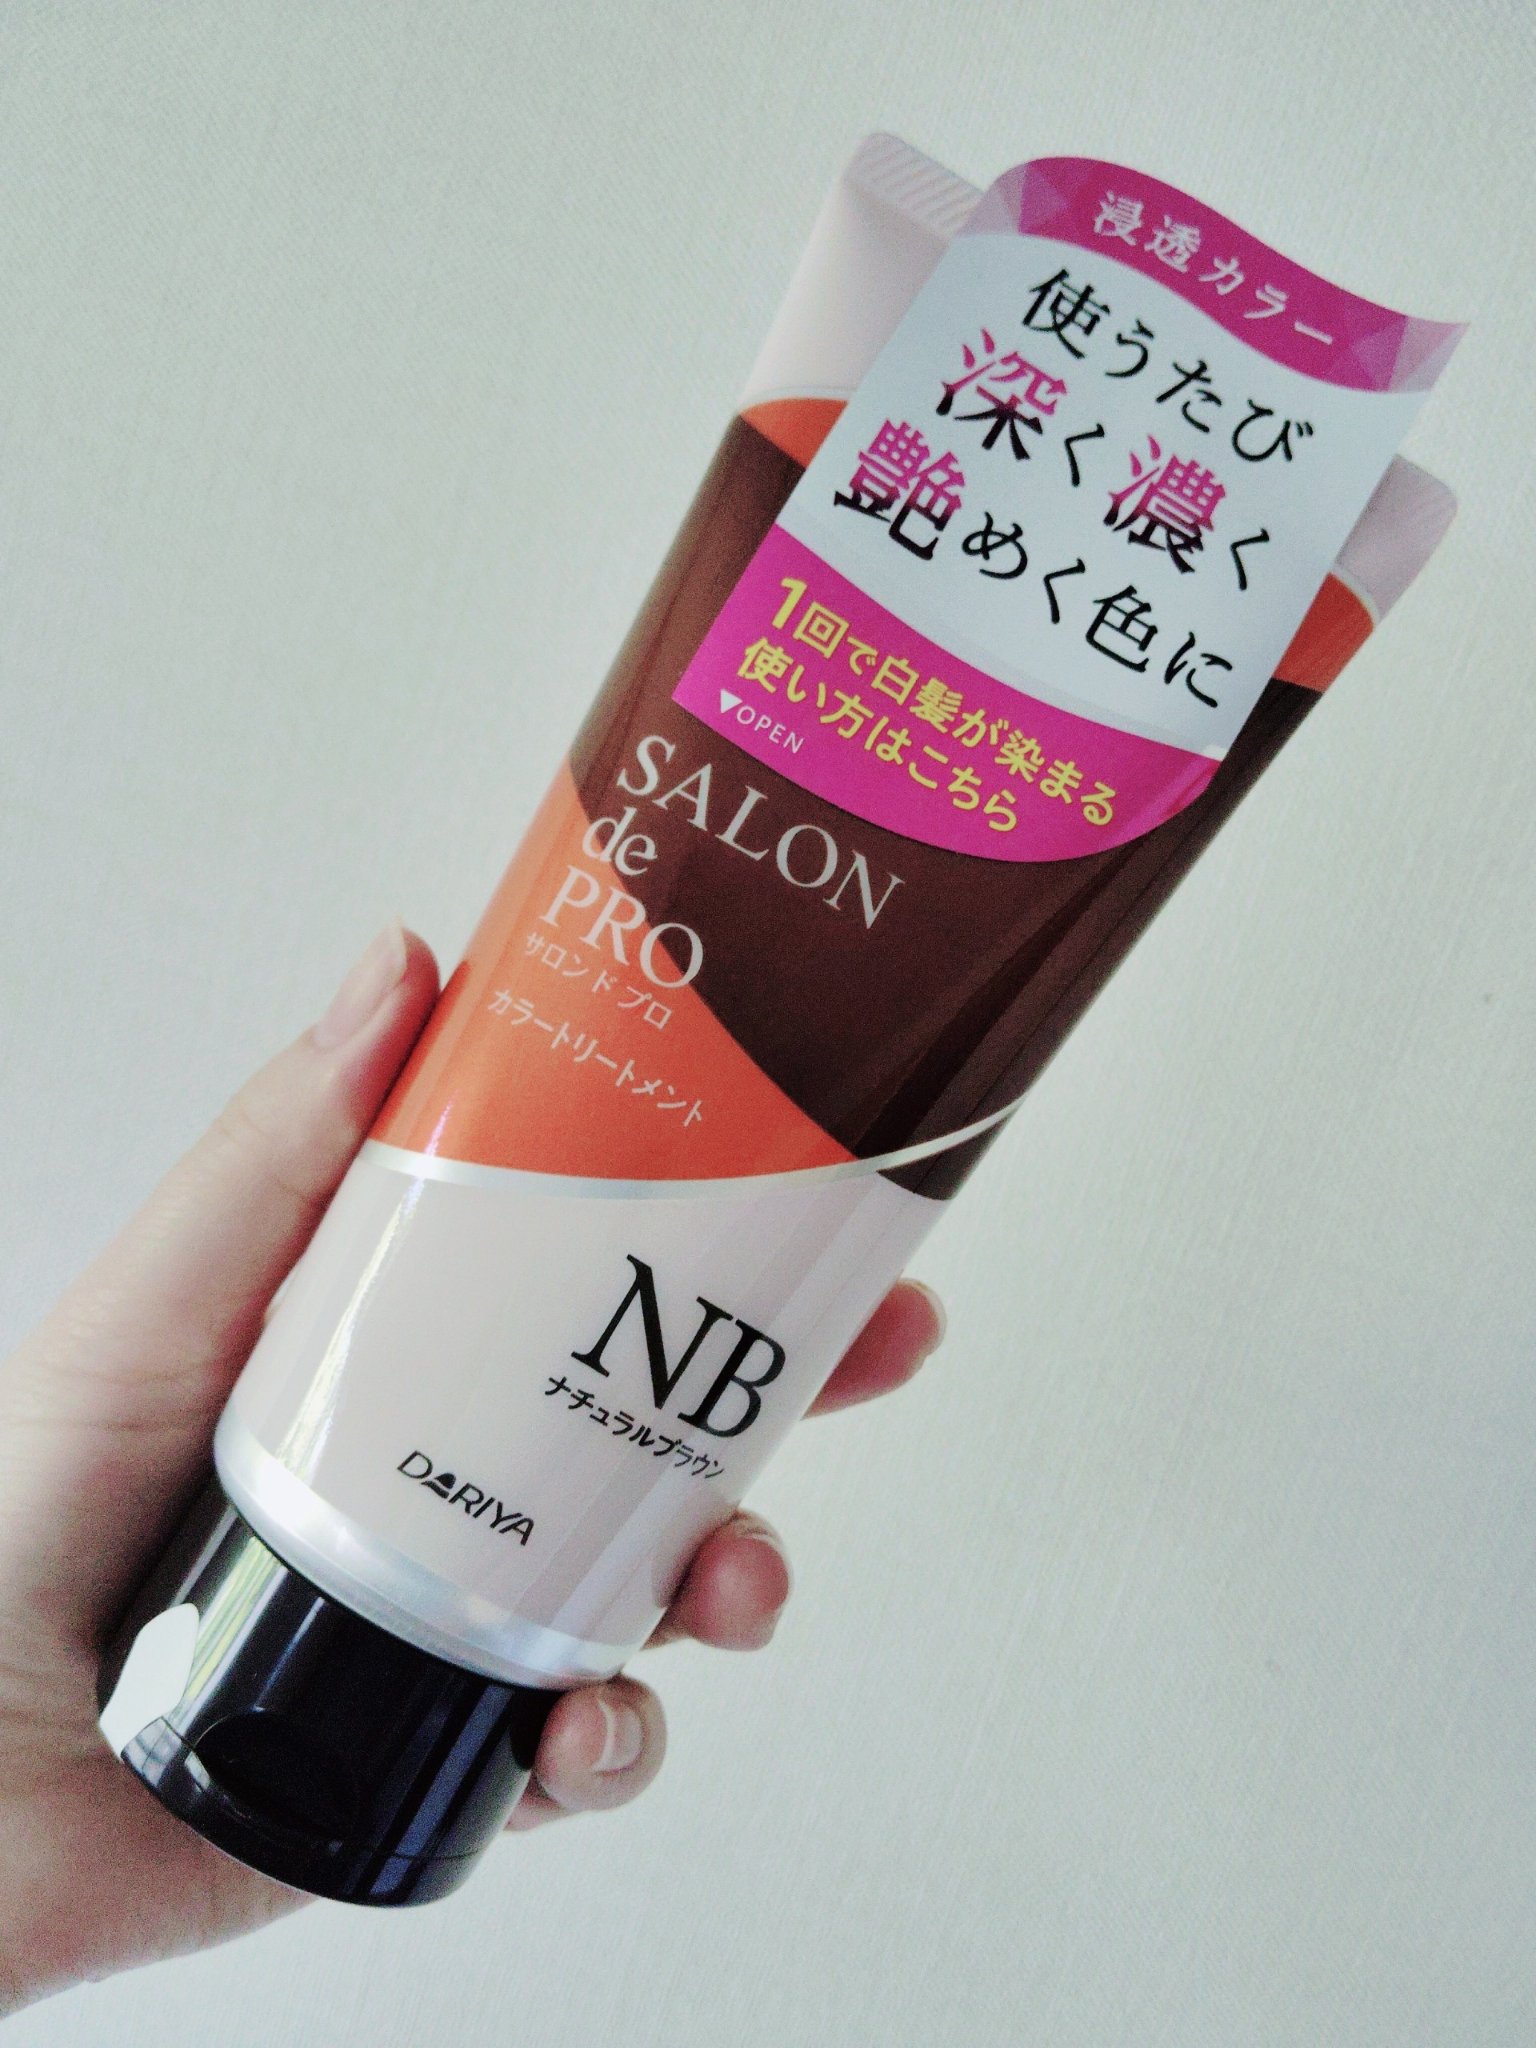 浸透カラー
使うたび
深く濃く
艶めく色に
1回で白髪が染まる
使い方はこちら
▼OPEN
SALON
de
PRO
サロン ド プロ
カラートリートメント
NB
ナチュラルブラウン
DARIYA